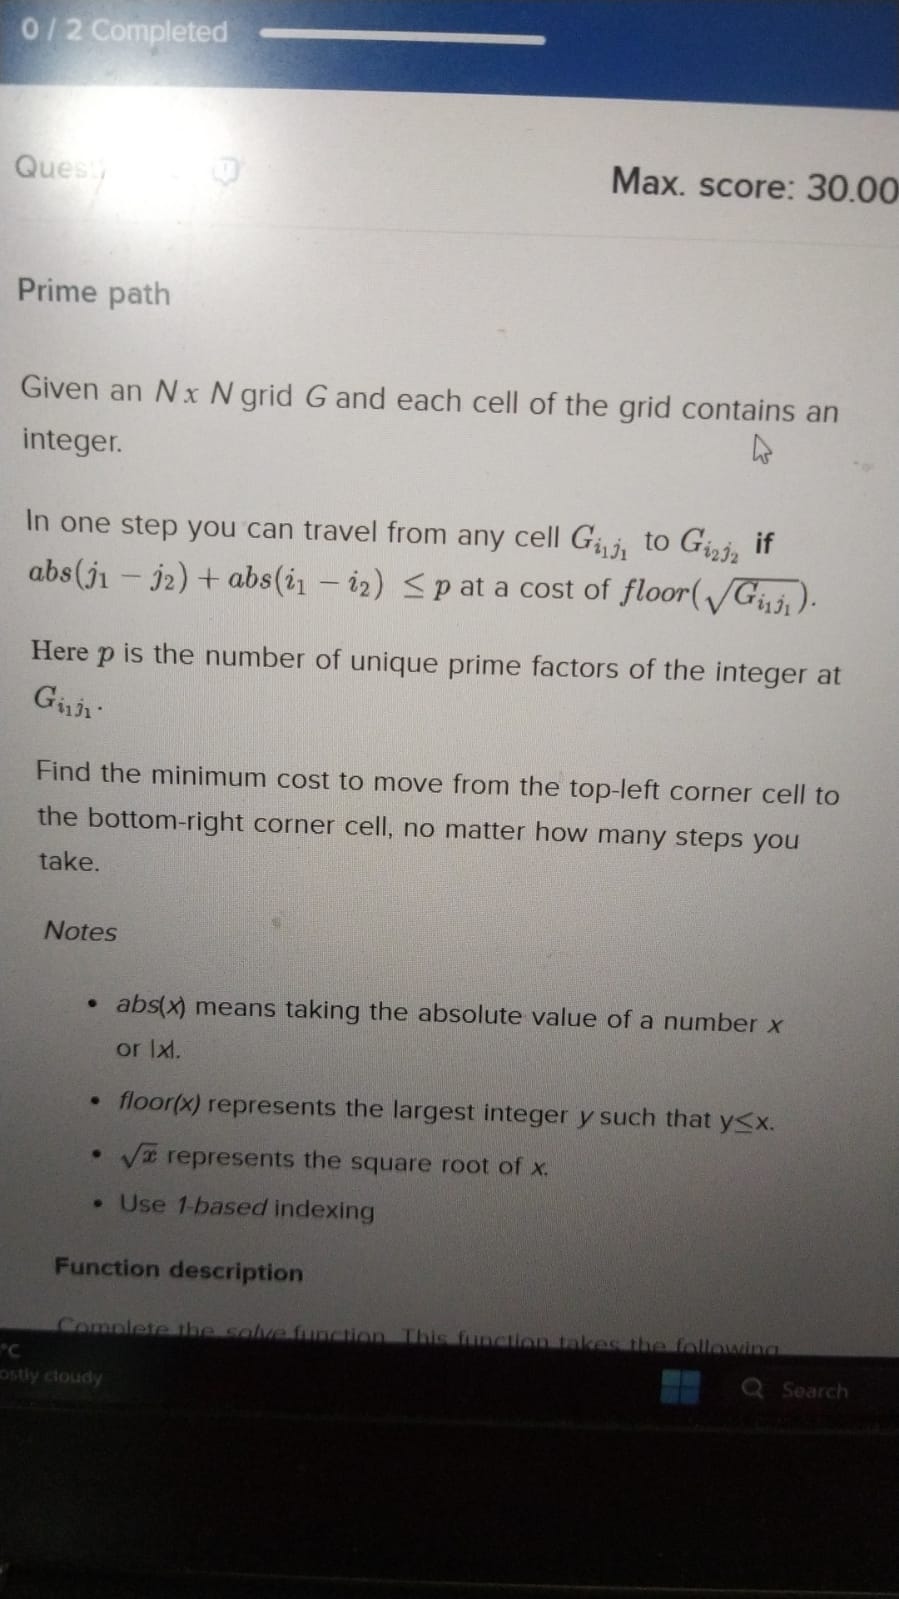 0 / 2 Completed
Max. score: 30.00
Prime path
Given an N x N grid G and each cell of the grid contains an
integer.
In one step you can travel from any cell G_{i_1j_1} to G_{i_2j_2} if
abs(j_1 − j_2) + abs(i_1 − i_2) ≤ p at a cost of floor(√G_{i_1j_1}).
Here p is the number of unique prime factors of the integer at
G_{i_1j_1}.
Find the minimum cost to move from the top-left corner cell to
the bottom-right corner cell, no matter how many steps you
take.
Notes
• abs(x) means taking the absolute value of a number x
or |x|.
• floor(x) represents the largest integer y such that y≤x.
• √x represents the square root of x.
• Use 1-based indexing
Function description
Complete the solve function. This function takes the following
°C
ostly cloudy
Search